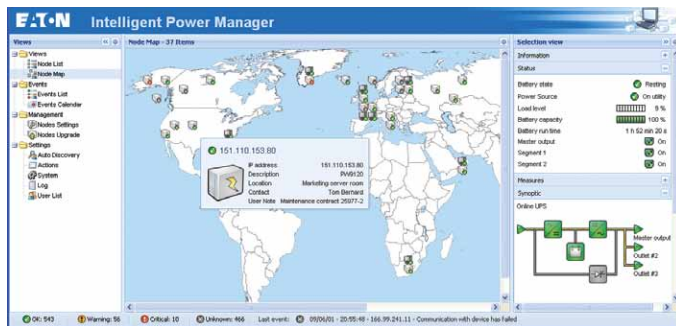 EATON Intelligent Power Manager
Views
Views
Node List
Node Map
Events
Events List
Events Calendar
Management
Nodes Settings
Nodes Upgrade
Settings
Auto Discovery
Actions
System
Log
User List
Node Map - 37 Items
151.110.153.80
IP address 151.110.153.80
Description PW9120
Location Marketing server room
Contact Tom Bernard
User Note Maintenance contract 26977-2
Selection view
Information
Status
Battery state Resting
Power Source On utility
Load level 9 %
Battery capacity 100 %
Battery run time 1 h 52 min 20 s
Master output On
Segment 1 On
Segment 2 On
Measures
Synoptic
Online UPS
Master output
Outlet #2
Outlet #3
OK: 543 Warning: 56 Critical: 10 Unknown: 466 Last event: 09/06/01 - 20:55:48 - 166.99.241.11 - Communication with device has failed